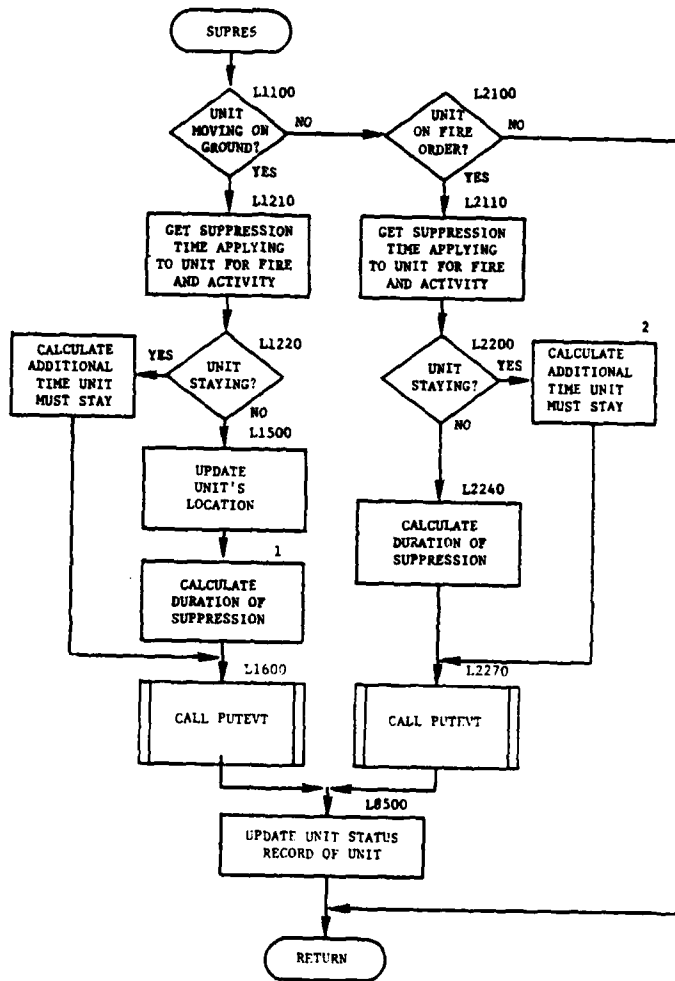 SUPRES
L1100
UNIT
MOVING ON
GROUND?
NO
YES
L2100
UNIT
ON FIRE
ORDER?
NO
YES
L1210
GET SUPPRESSION
TIME APPLYING
TO UNIT FOR FIRE
AND ACTIVITY
L2110
GET SUPPRESSION
TIME APPLYING
TO UNIT FOR FIRE
AND ACTIVITY
CALCULATE
ADDITIONAL
TIME UNIT
MUST STAY
YES
L1220
UNIT
STAYING?
NO
L2200
UNIT
STAYING?
YES
NO
2
CALCULATE
ADDITIONAL
TIME UNIT
MUST STAY
L1500
UPDATE
UNIT'S
LOCATION
L2240
CALCULATE
DURATION OF
SUPPRESSION
1
CALCULATE
DURATION OF
SUPPRESSION
L1600
CALL PUTEVT
L2270
CALL PUTEVT
L8500
UPDATE UNIT STATUS
RECORD OF UNIT
RETURN